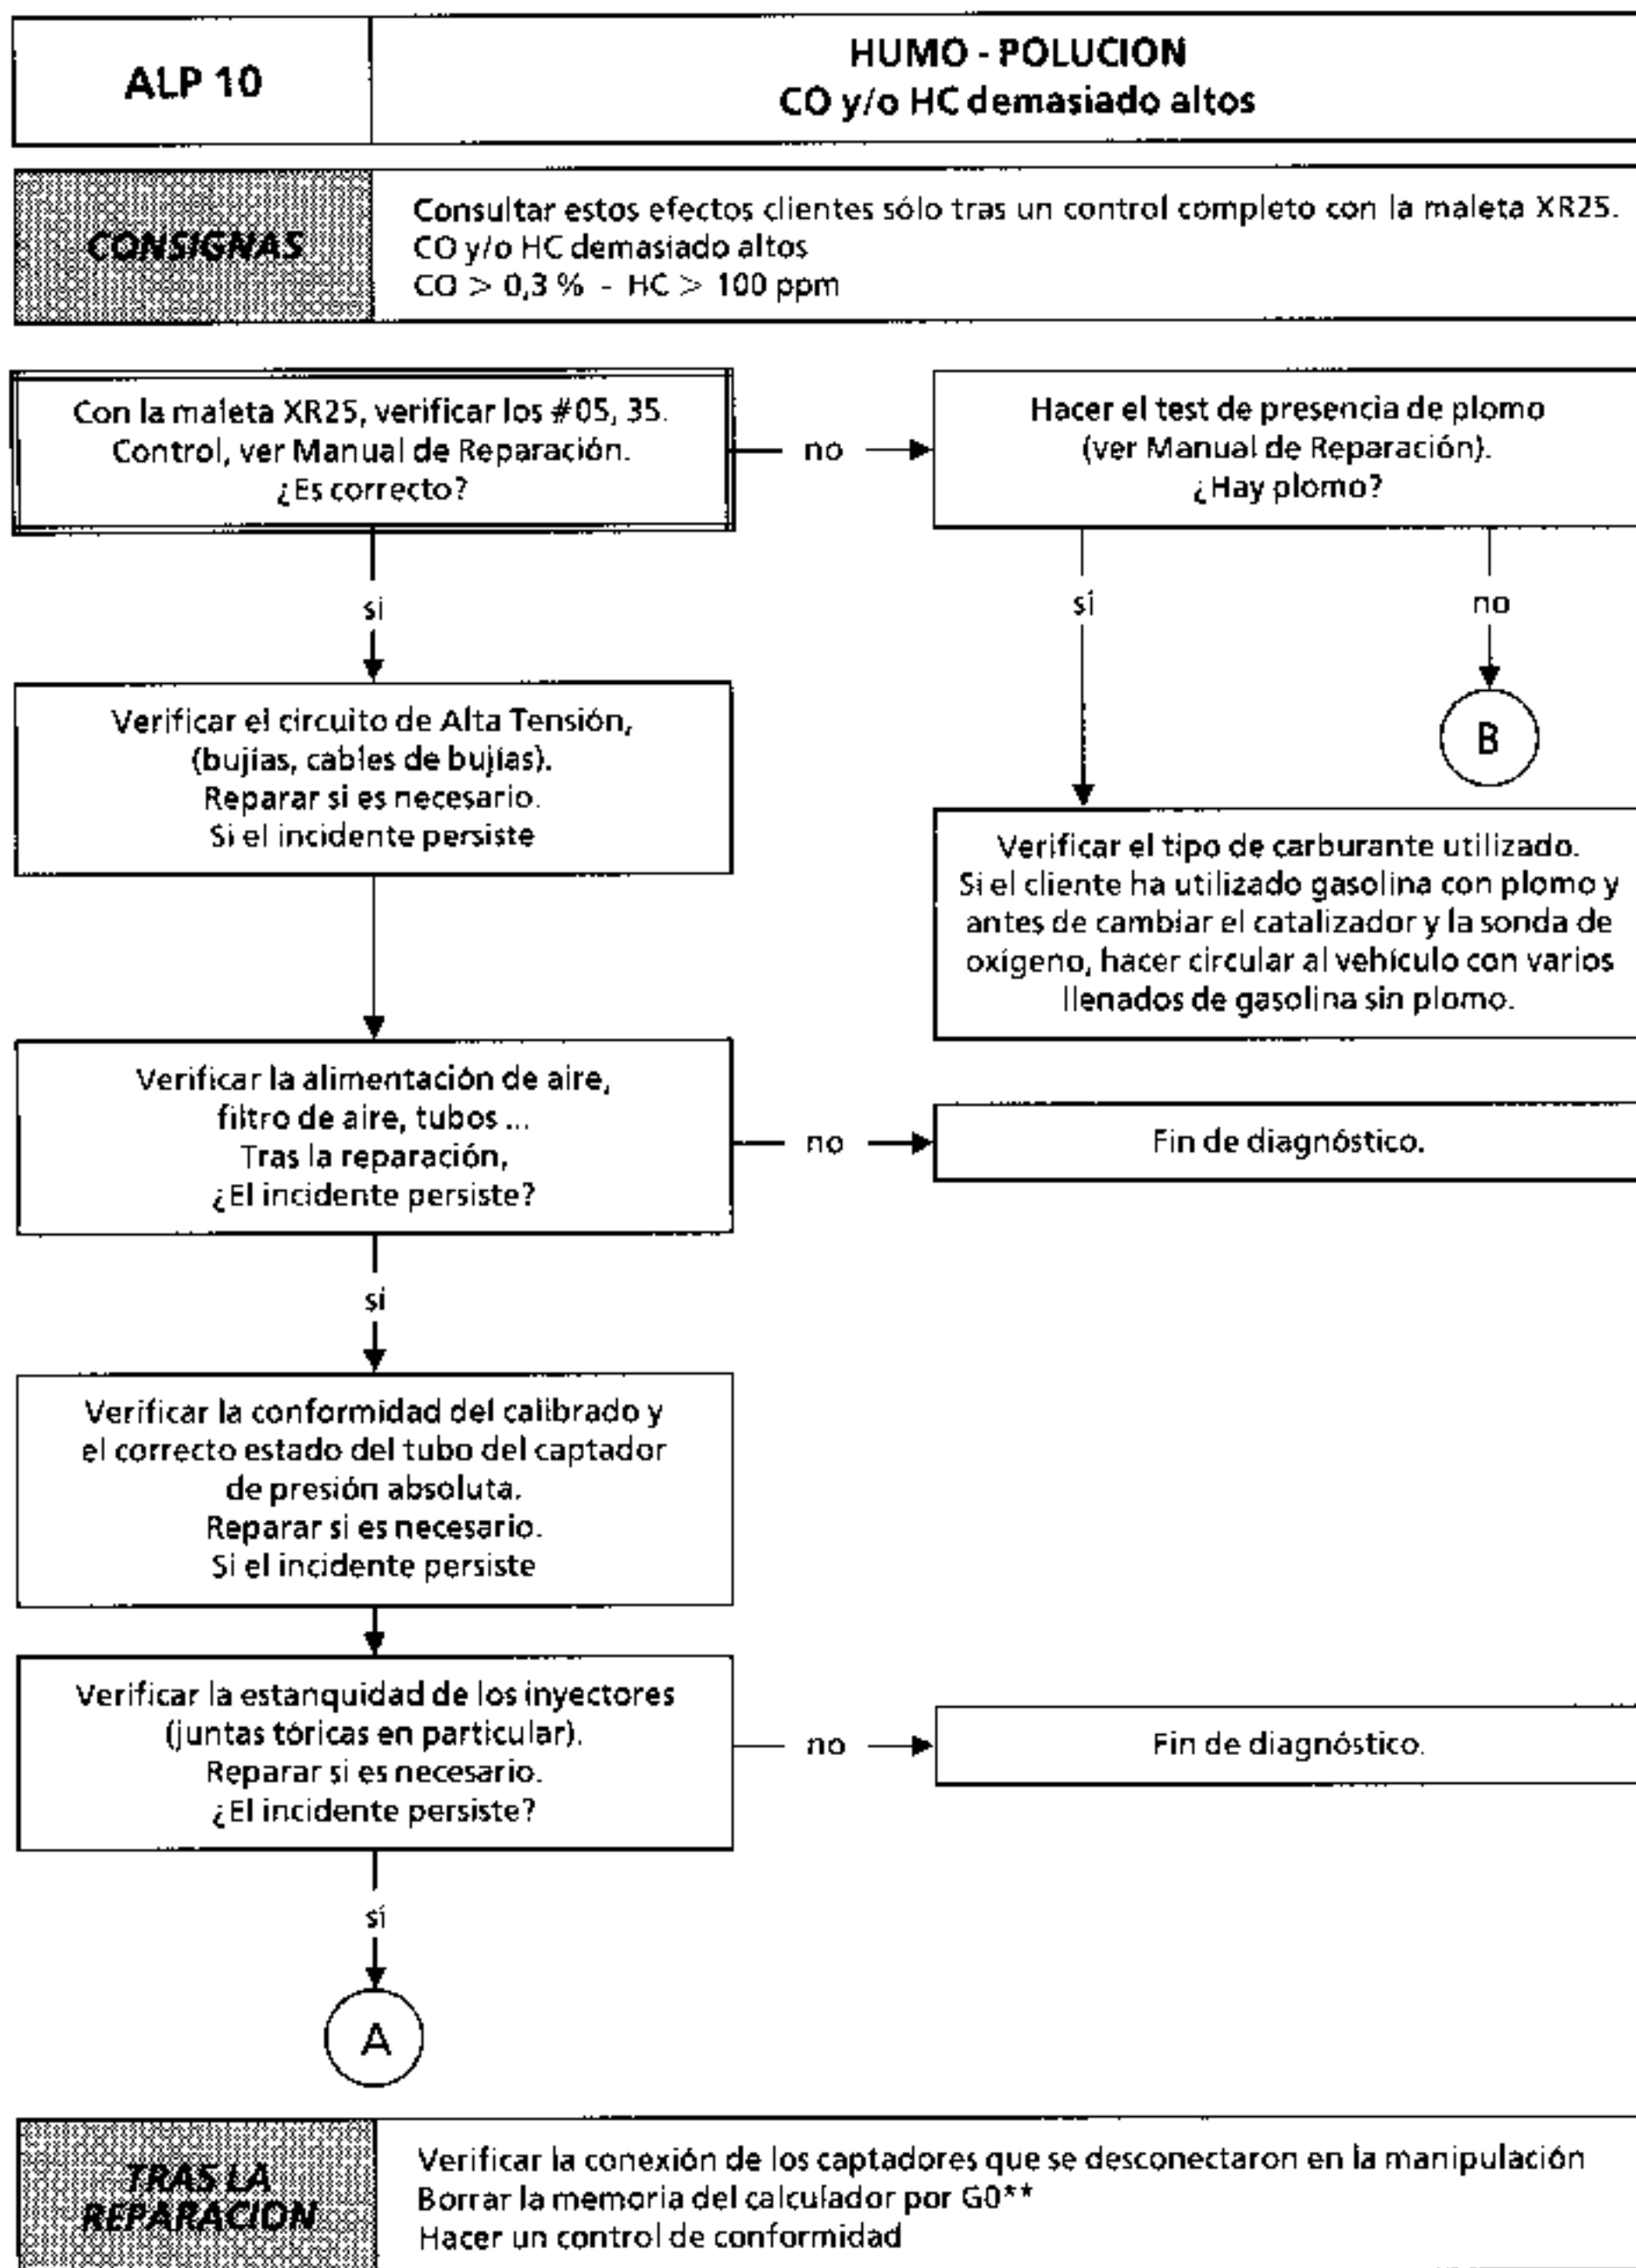 ALP 10
HUMO - POLUCION
CO y/o HC demasiado altos
CONSIGNAS
Consultar estos efectos clientes sólo tras un control completo con la maleta XR25.
CO y/o HC demasiado altos
CO > 0,3 % - HC > 100 ppm
Con la maleta XR25, verificar los #05, 35.
Control, ver Manual de Reparación.
¿Es correcto?
no
Hacer el test de presencia de plomo
(ver Manual de Reparación).
¿Hay plomo?
sí
sí
no
Verificar el circuito de Alta Tensión,
(bujías, cables de bujías).
Reparar si es necesario.
Si el incidente persiste
B
Verificar el tipo de carburante utilizado.
Si el cliente ha utilizado gasolina con plomo y
antes de cambiar el catalizador y la sonda de
oxígeno, hacer circular al vehículo con varios
llenados de gasolina sin plomo.
Verificar la alimentación de aire,
filtro de aire, tubos ...
Tras la reparación,
¿El incidente persiste?
no
Fin de diagnóstico.
sí
Verificar la conformidad del calibrado y
el correcto estado del tubo del captador
de presión absoluta.
Reparar si es necesario.
Si el incidente persiste
Verificar la estanquidad de los inyectores
(juntas tóricas en particular).
Reparar si es necesario.
¿El incidente persiste?
no
Fin de diagnóstico.
sí
A
TRAS LA
REPARACION
Verificar la conexión de los captadores que se desconectaron en la manipulación
Borrar la memoria del calculador por G0**
Hacer un control de conformidad